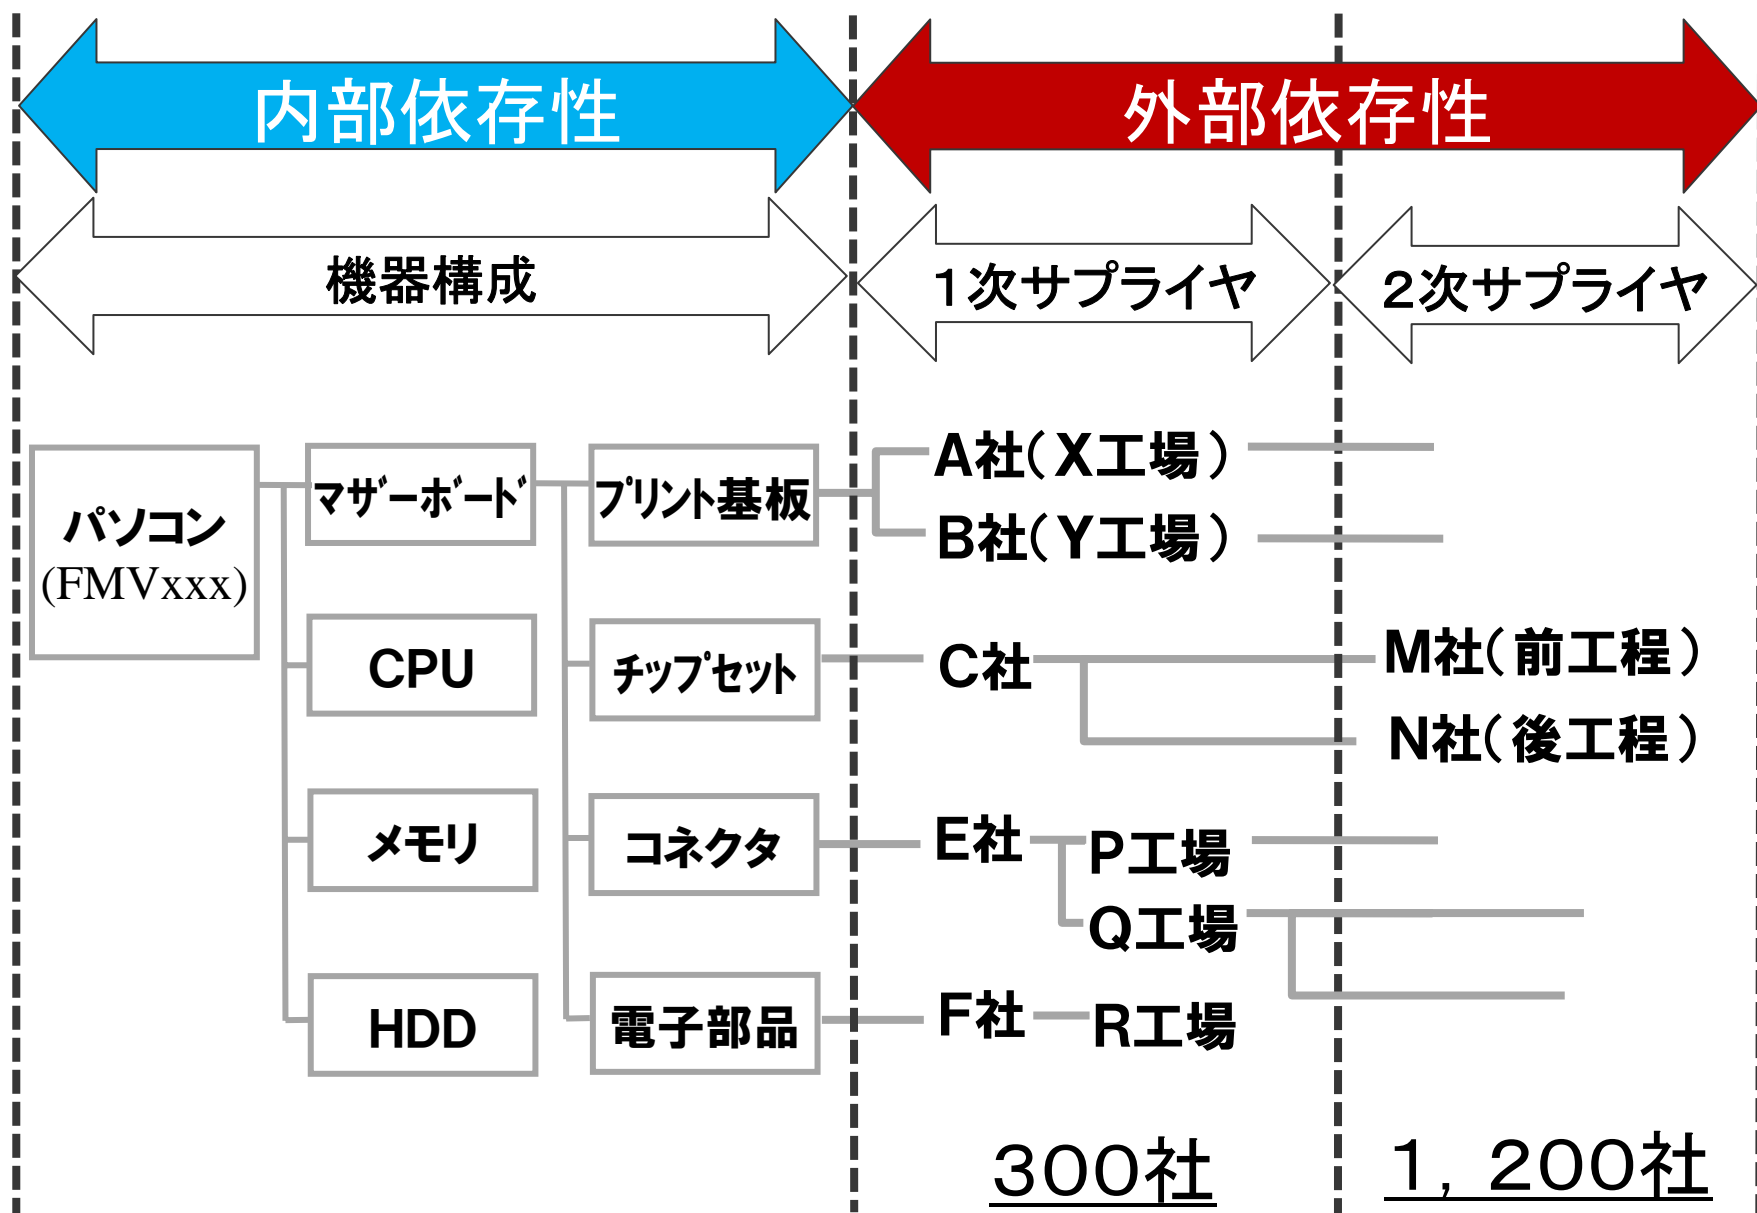 内部依存性
外部依存性
機器構成
１次サプライヤ
２次サプライヤ
パソコン
(FMVxxx)
ﾏｻﾞｰﾎﾞｰﾄﾞ
CPU
メモリ
HDD
ﾌﾟﾘﾝﾄ基板
ﾁｯﾌﾟｾｯﾄ
コネクタ
電子部品
A社（X工場）
B社（Y工場）
C社
E社
P工場
Q工場
F社
R工場
M社（前工程）
N社（後工程）
３００社
１，２００社